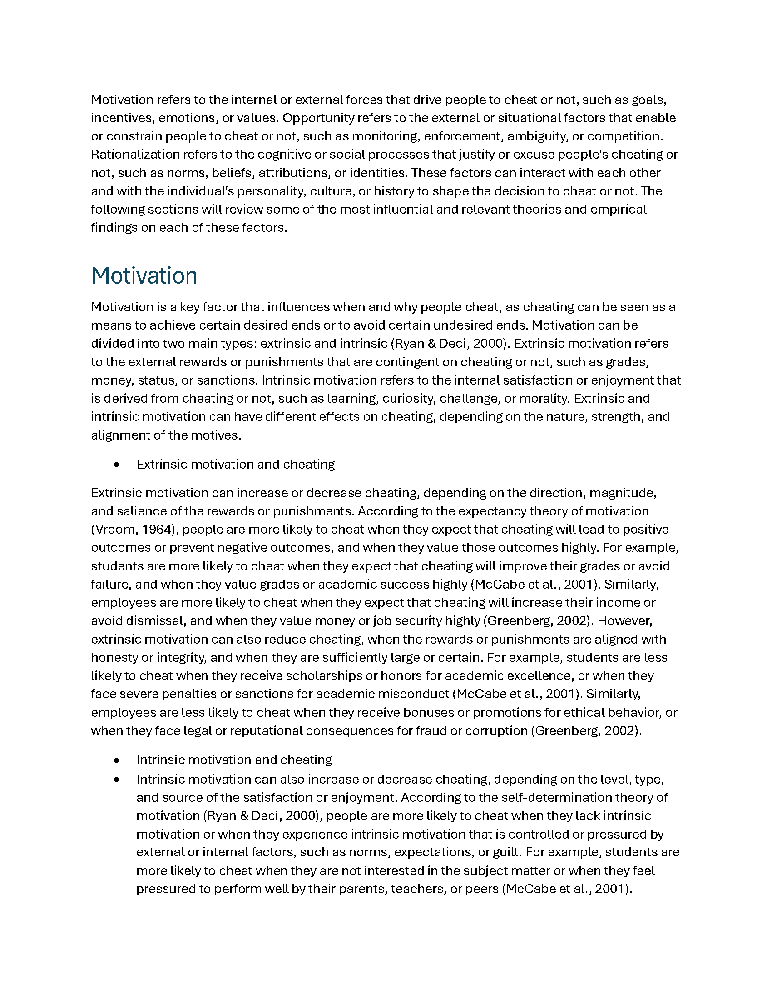 Motivation refers to the internal or external forces that drive people to cheat or not, such as goals,
incentives, emotions, or values. Opportunity refers to the external or situational factors that enable
or constrain people to cheat or not, such as monitoring, enforcement, ambiguity, or competition.
Rationalization refers to the cognitive or social processes that justify or excuse people's cheating or
not, such as norms, beliefs, attributions, or identities. These factors can interact with each other
and with the individual's personality, culture, or history to shape the decision to cheat or not. The
following sections will review some of the most influential and relevant theories and empirical
findings on each of these factors.
Motivation
Motivation is a key factor that influences when and why people cheat, as cheating can be seen as a
means to achieve certain desired ends or to avoid certain undesired ends. Motivation can be
divided into two main types: extrinsic and intrinsic (Ryan & Deci, 2000). Extrinsic motivation refers
to the external rewards or punishments that are contingent on cheating or not, such as grades,
money, status, or sanctions. Intrinsic motivation refers to the internal satisfaction or enjoyment that
is derived from cheating or not, such as learning, curiosity, challenge, or morality. Extrinsic and
intrinsic motivation can have different effects on cheating, depending on the nature, strength, and
alignment of the motives.
• Extrinsic motivation and cheating
Extrinsic motivation can increase or decrease cheating, depending on the direction, magnitude,
and salience of the rewards or punishments. According to the expectancy theory of motivation
(Vroom, 1964), people are more likely to cheat when they expect that cheating will lead to positive
outcomes or prevent negative outcomes, and when they value those outcomes highly. For example,
students are more likely to cheat when they expect that cheating will improve their grades or avoid
failure, and when they value grades or academic success highly (McCabe et al., 2001). Similarly,
employees are more likely to cheat when they expect that cheating will increase their income or
avoid dismissal, and when they value money or job security highly (Greenberg, 2002). However,
extrinsic motivation can also reduce cheating, when the rewards or punishments are aligned with
honesty or integrity, and when they are sufficiently large or certain. For example, students are less
likely to cheat when they receive scholarships or honors for academic excellence, or when they
face severe penalties or sanctions for academic misconduct (McCabe et al., 2001). Similarly,
employees are less likely to cheat when they receive bonuses or promotions for ethical behavior, or
when they face legal or reputational consequences for fraud or corruption (Greenberg, 2002).
• Intrinsic motivation and cheating
• Intrinsic motivation can also increase or decrease cheating, depending on the level, type,
and source of the satisfaction or enjoyment. According to the self-determination theory of
motivation (Ryan & Deci, 2000), people are more likely to cheat when they lack intrinsic
motivation or when they experience intrinsic motivation that is controlled or pressured by
external or internal factors, such as norms, expectations, or guilt. For example, students are
more likely to cheat when they are not interested in the subject matter or when they feel
pressured to perform well by their parents, teachers, or peers (McCabe et al., 2001).